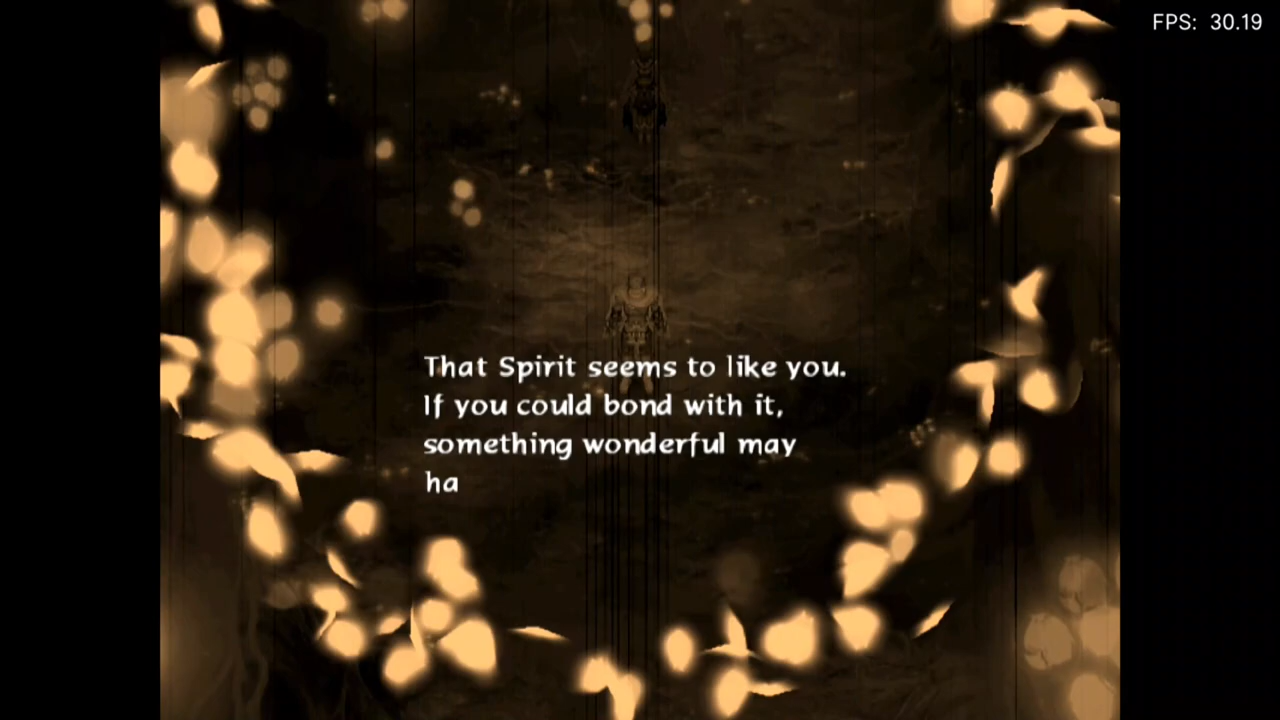 FPS: 30.19
That Spirit seems to like you.
If you could bond with it,
something wonderful may
ha